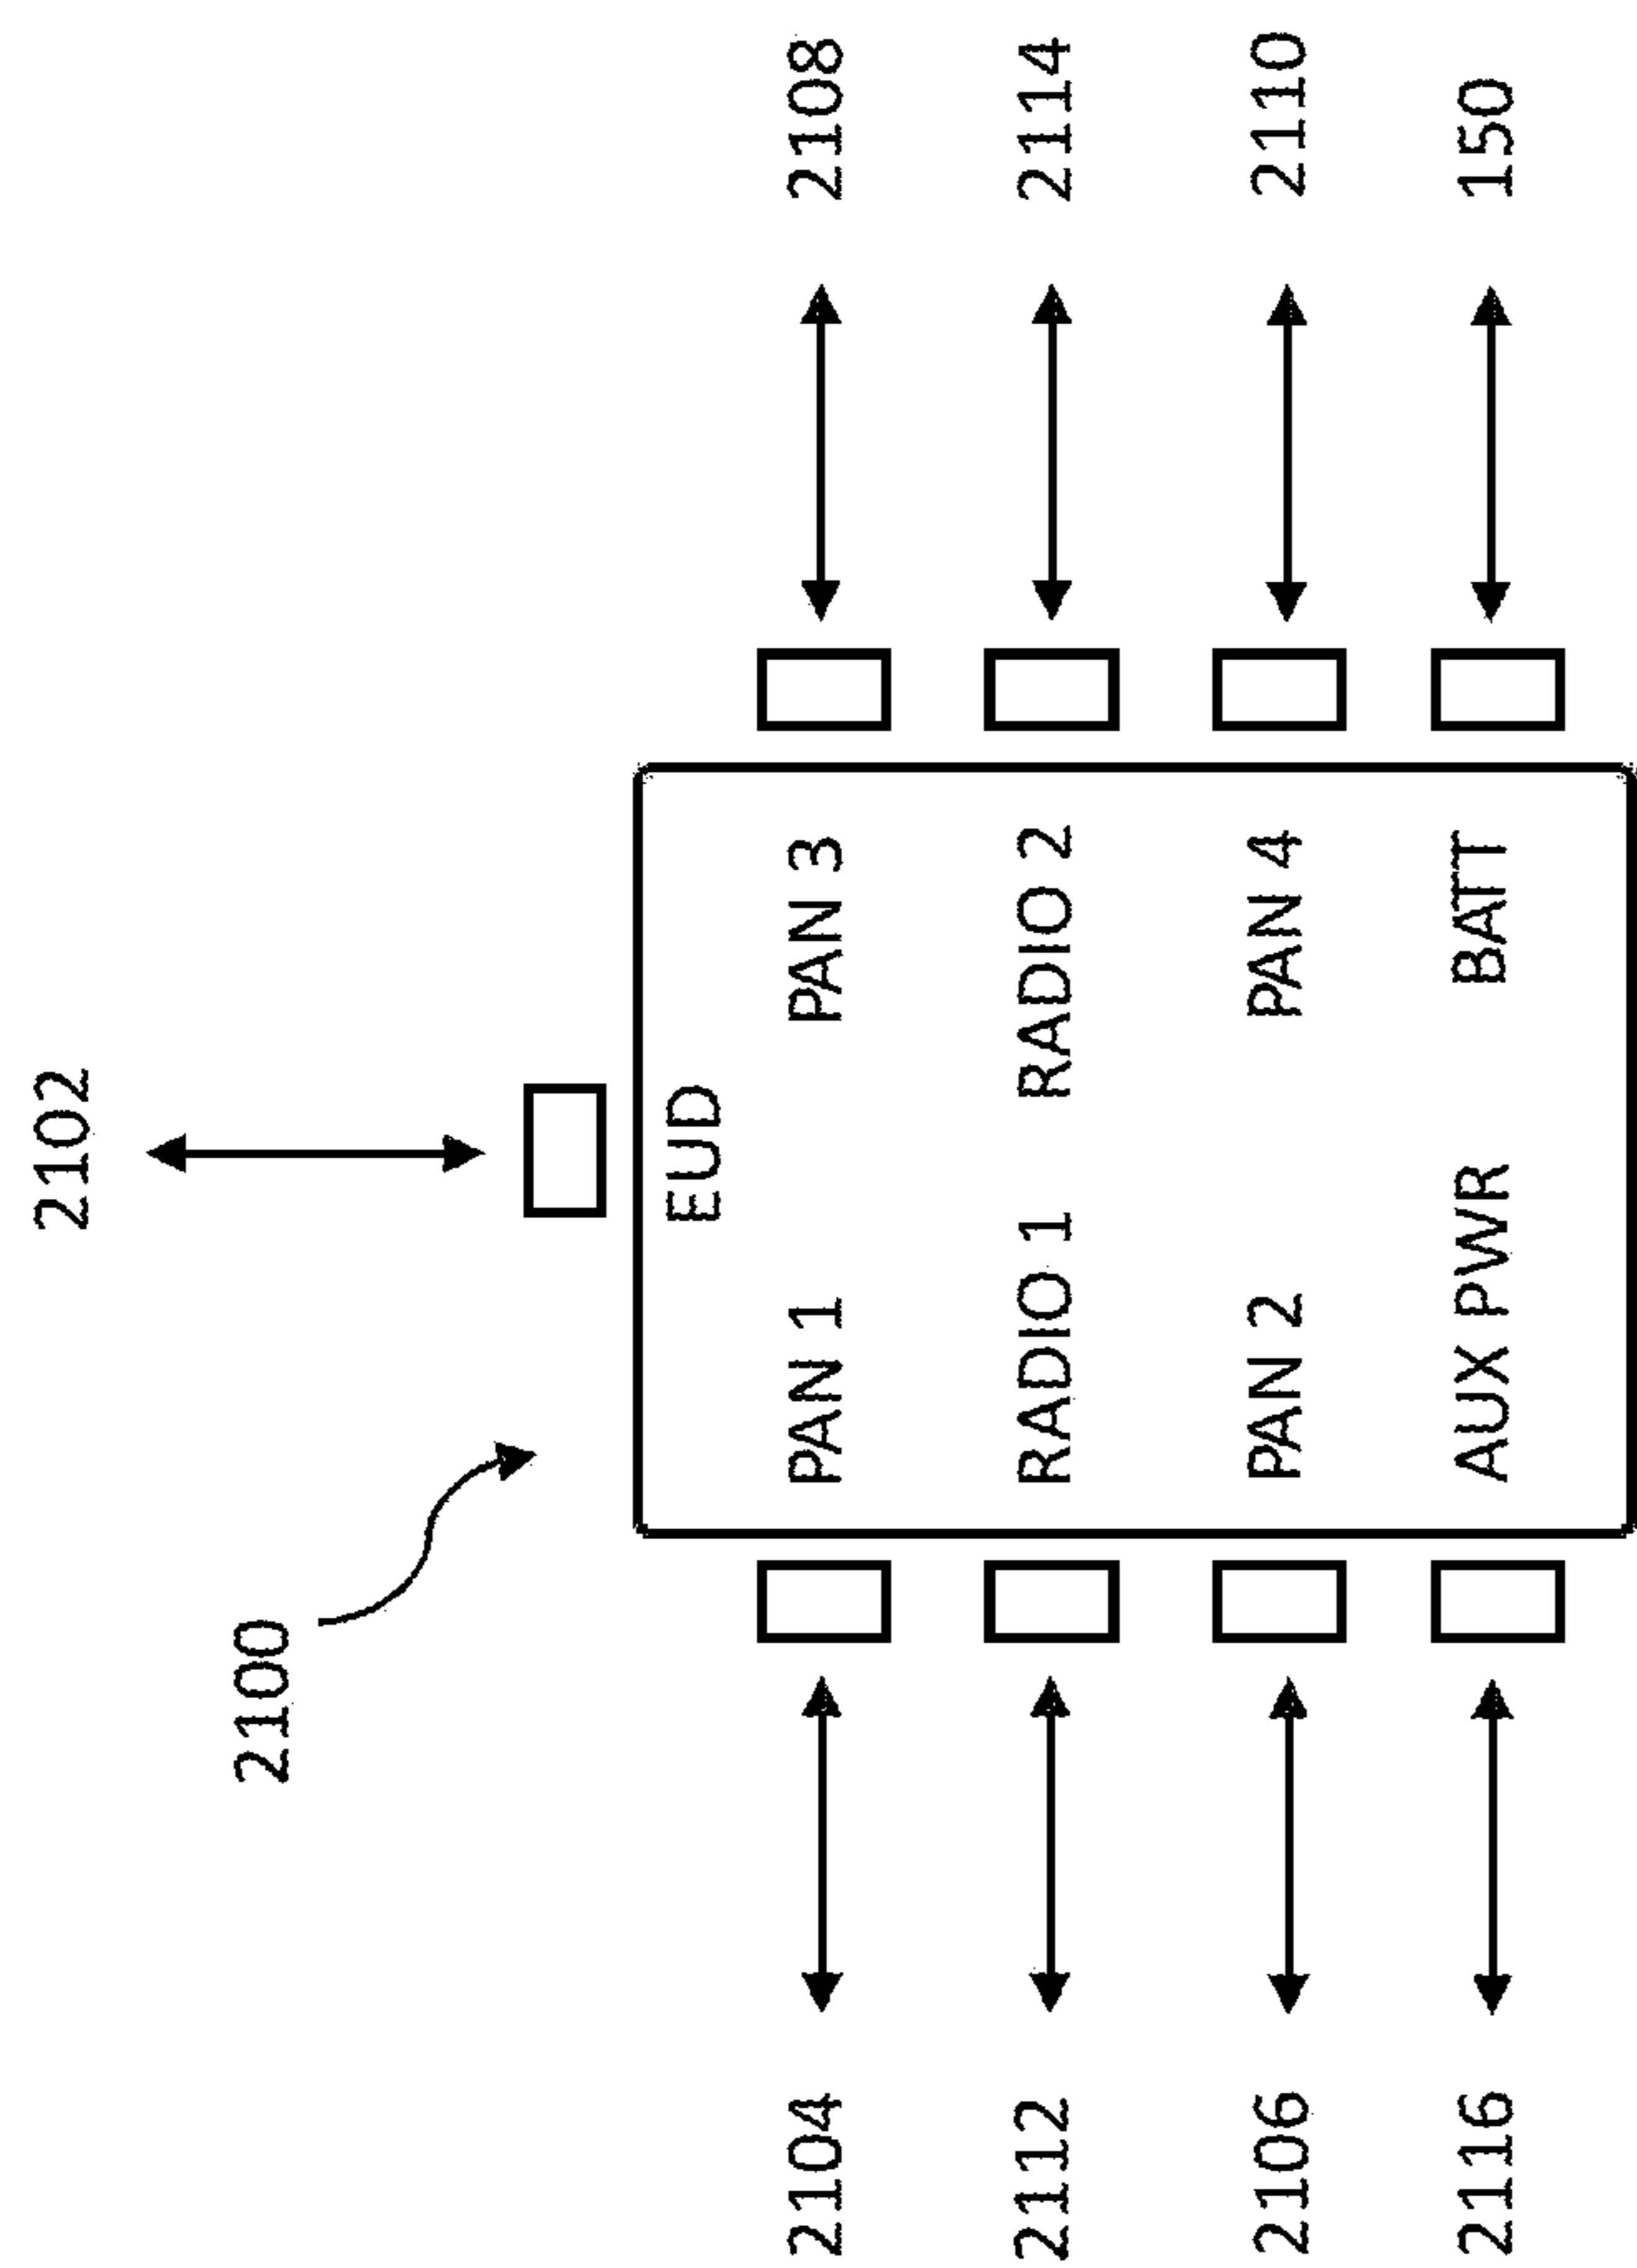 2102
2100
EUD
2104 PAN 1 PAN 3 2108
2112 RADIO 1 RADIO 2 2114
2106 PAN 2 PAN 4 2110
2116 AUX PWR BATT 150